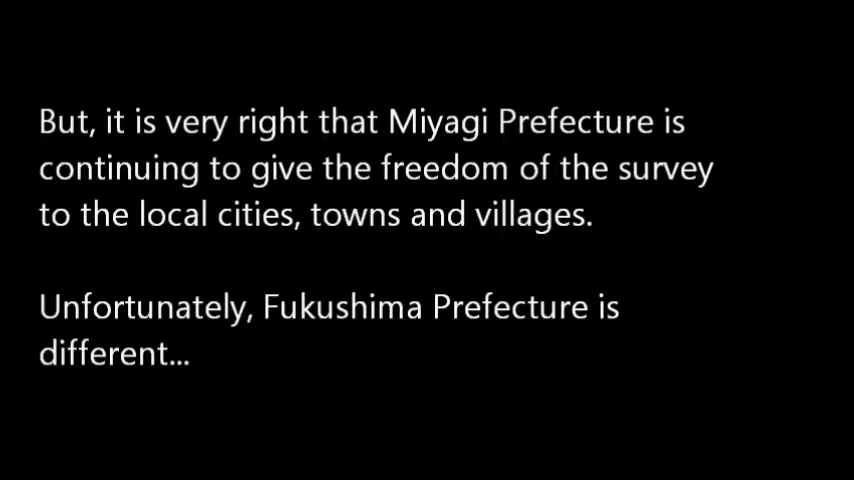 But, it is very right that Miyagi Prefecture is
continuing to give the freedom of the survey
to the local cities, towns and villages.
Unfortunately, Fukushima Prefecture is
different...